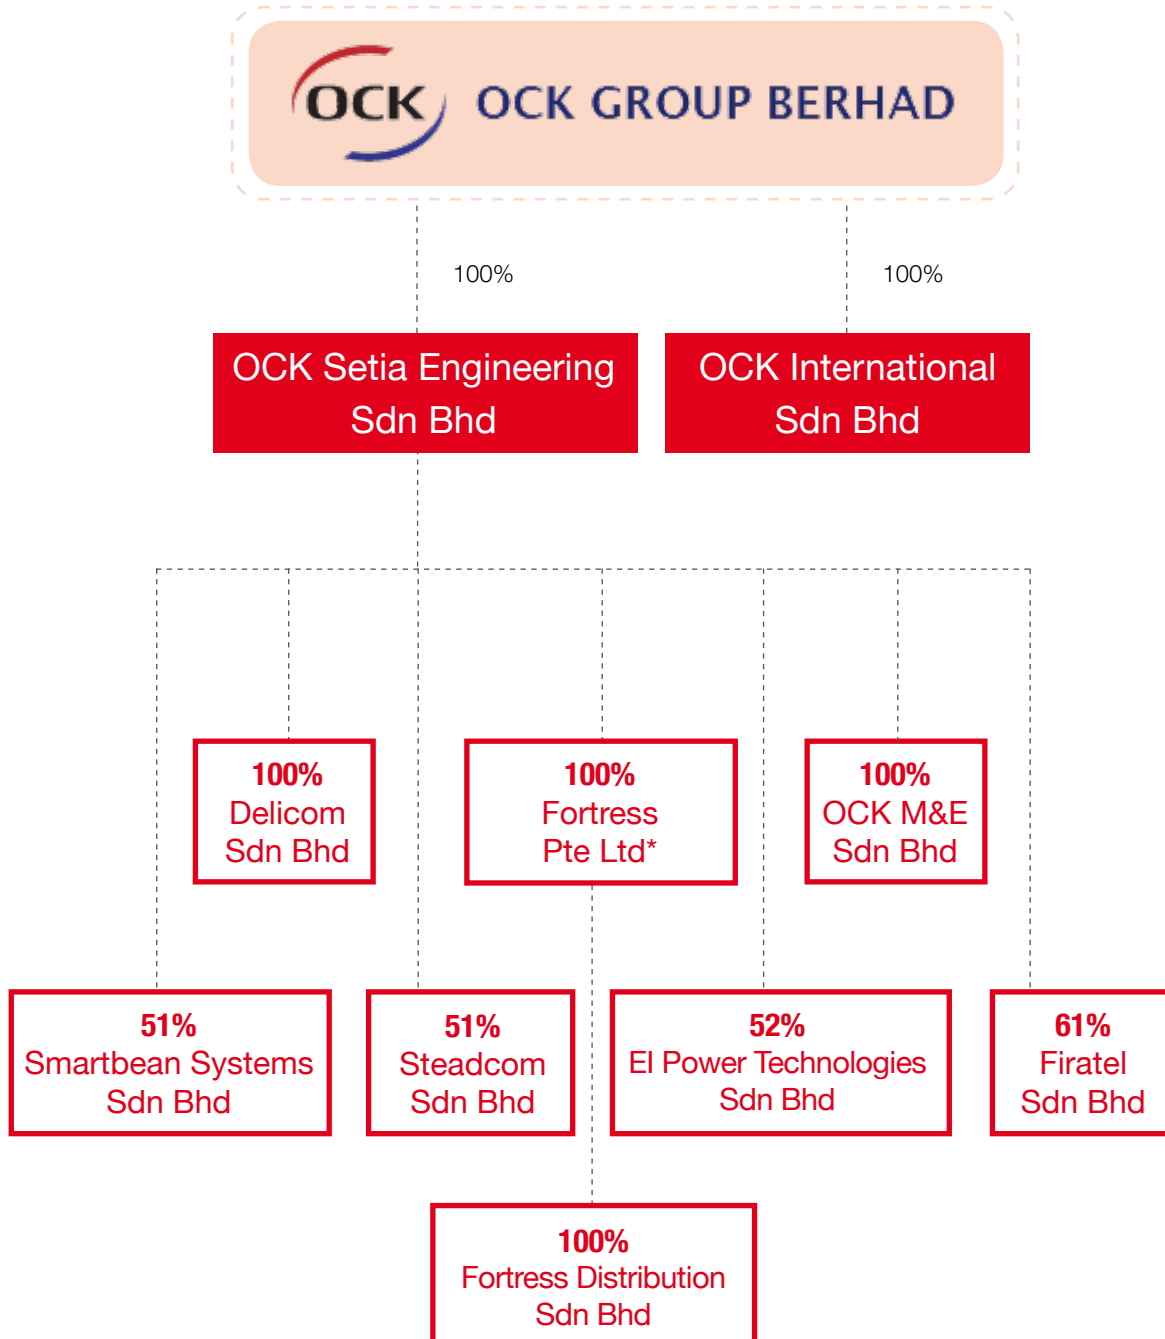 OCK OCK GROUP BERHAD
100%
100%
OCK Setia Engineering
Sdn Bhd
OCK International
Sdn Bhd
100%
Delicom
Sdn Bhd
100%
Fortress
Pte Ltd*
100%
OCK M&E
Sdn Bhd
51%
Smartbean Systems
Sdn Bhd
51%
Steadcom
Sdn Bhd
52%
EI Power Technologies
Sdn Bhd
61%
Firatel
Sdn Bhd
100%
Fortress Distribution
Sdn Bhd